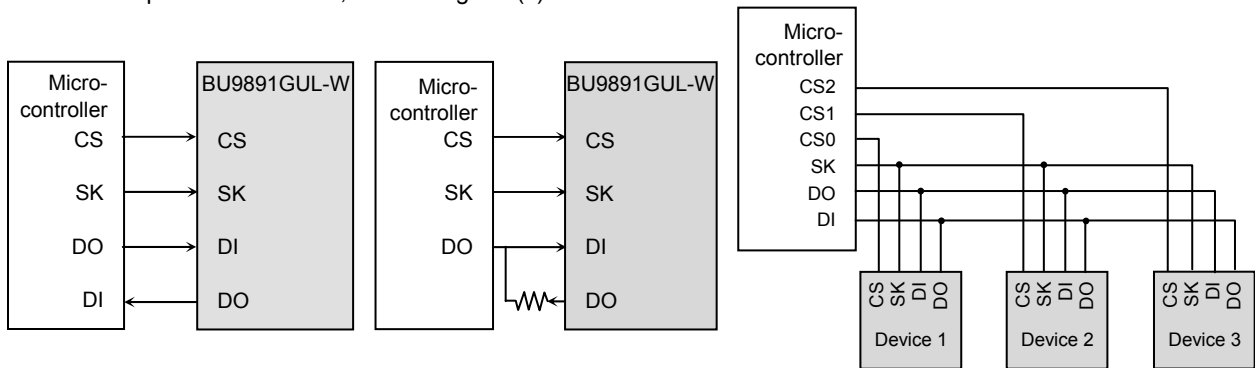 Micro-
controller
CS
SK
DO
DI
BU9891GUL-W
CS
SK
DI
DO
Micro-
controller
CS
SK
DO
BU9891GUL-W
CS
SK
DI
DO
Micro-
controller
CS2
CS1
CS0
SK
DO
DI
CS
SK
DI
DO
Device 1
CS
SK
DI
DO
Device 2
CS
SK
DI
DO
Device 3